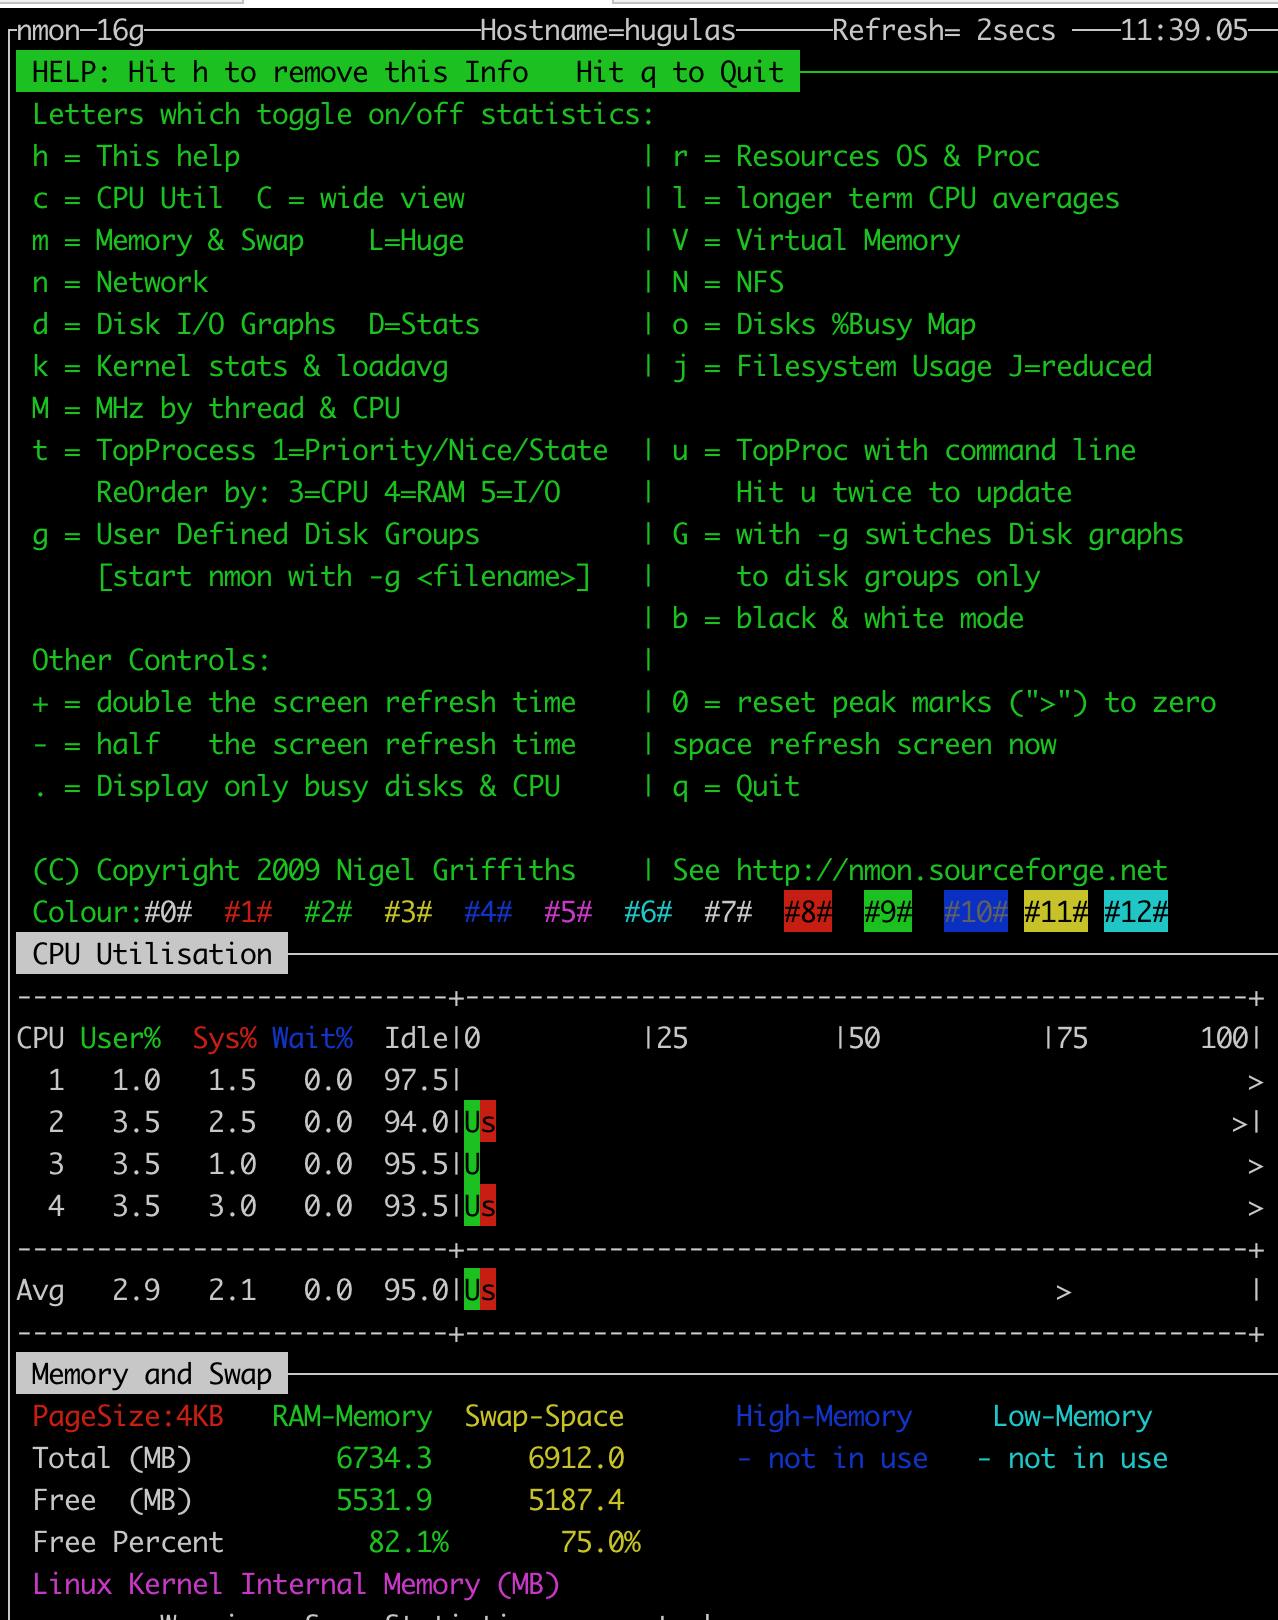 nmon─16g─────────────────────Hostname=hugulas──────Refresh= 2secs ───11:39.05─
HELP: Hit h to remove this Info   Hit q to Quit
Letters which toggle on/off statistics:
h = This help                         | r = Resources OS & Proc
c = CPU Util  C = wide view           | l = longer term CPU averages
m = Memory & Swap    L=Huge           | V = Virtual Memory
n = Network                           | N = NFS
d = Disk I/O Graphs  D=Stats          | o = Disks %Busy Map
k = Kernel stats & loadavg            | j = Filesystem Usage J=reduced
M = MHz by thread & CPU
t = TopProcess 1=Priority/Nice/State  | u = TopProc with command line
    ReOrder by: 3=CPU 4=RAM 5=I/O     |     Hit u twice to update
g = User Defined Disk Groups          | G = with -g switches Disk graphs
    [start nmon with -g <filename>]   |     to disk groups only
                                      | b = black & white mode
Other Controls:                       |
+ = double the screen refresh time    | 0 = reset peak marks (">") to zero
- = half   the screen refresh time    | space refresh screen now
. = Display only busy disks & CPU     | q = Quit
(C) Copyright 2009 Nigel Griffiths    | See http://nmon.sourceforge.net
Colour:#0#  #1#  #2#  #3#  #4#  #5#  #6#  #7#  #8#  #9#  #10# #11# #12#
CPU Utilisation
---------------------------+-------------------------------------------------+
CPU User%  Sys% Wait%  Idle|0          |25         |50          |75       100|
  1   1.0   1.5   0.0  97.5|                                                 >
  2   3.5   2.5   0.0  94.0|Us                                              >|
  3   3.5   1.0   0.0  95.5|U                                                >
  4   3.5   3.0   0.0  93.5|Us                                               >
---------------------------+-------------------------------------------------+
Avg   2.9   2.1   0.0  95.0|Us                                   >           |
---------------------------+-------------------------------------------------+
Memory and Swap
PageSize:4KB   RAM-Memory  Swap-Space       High-Memory     Low-Memory
Total (MB)         6734.3      6912.0       - not in use   - not in use
Free  (MB)         5531.9      5187.4
Free Percent         82.1%       75.0%
Linux Kernel Internal Memory (MB)